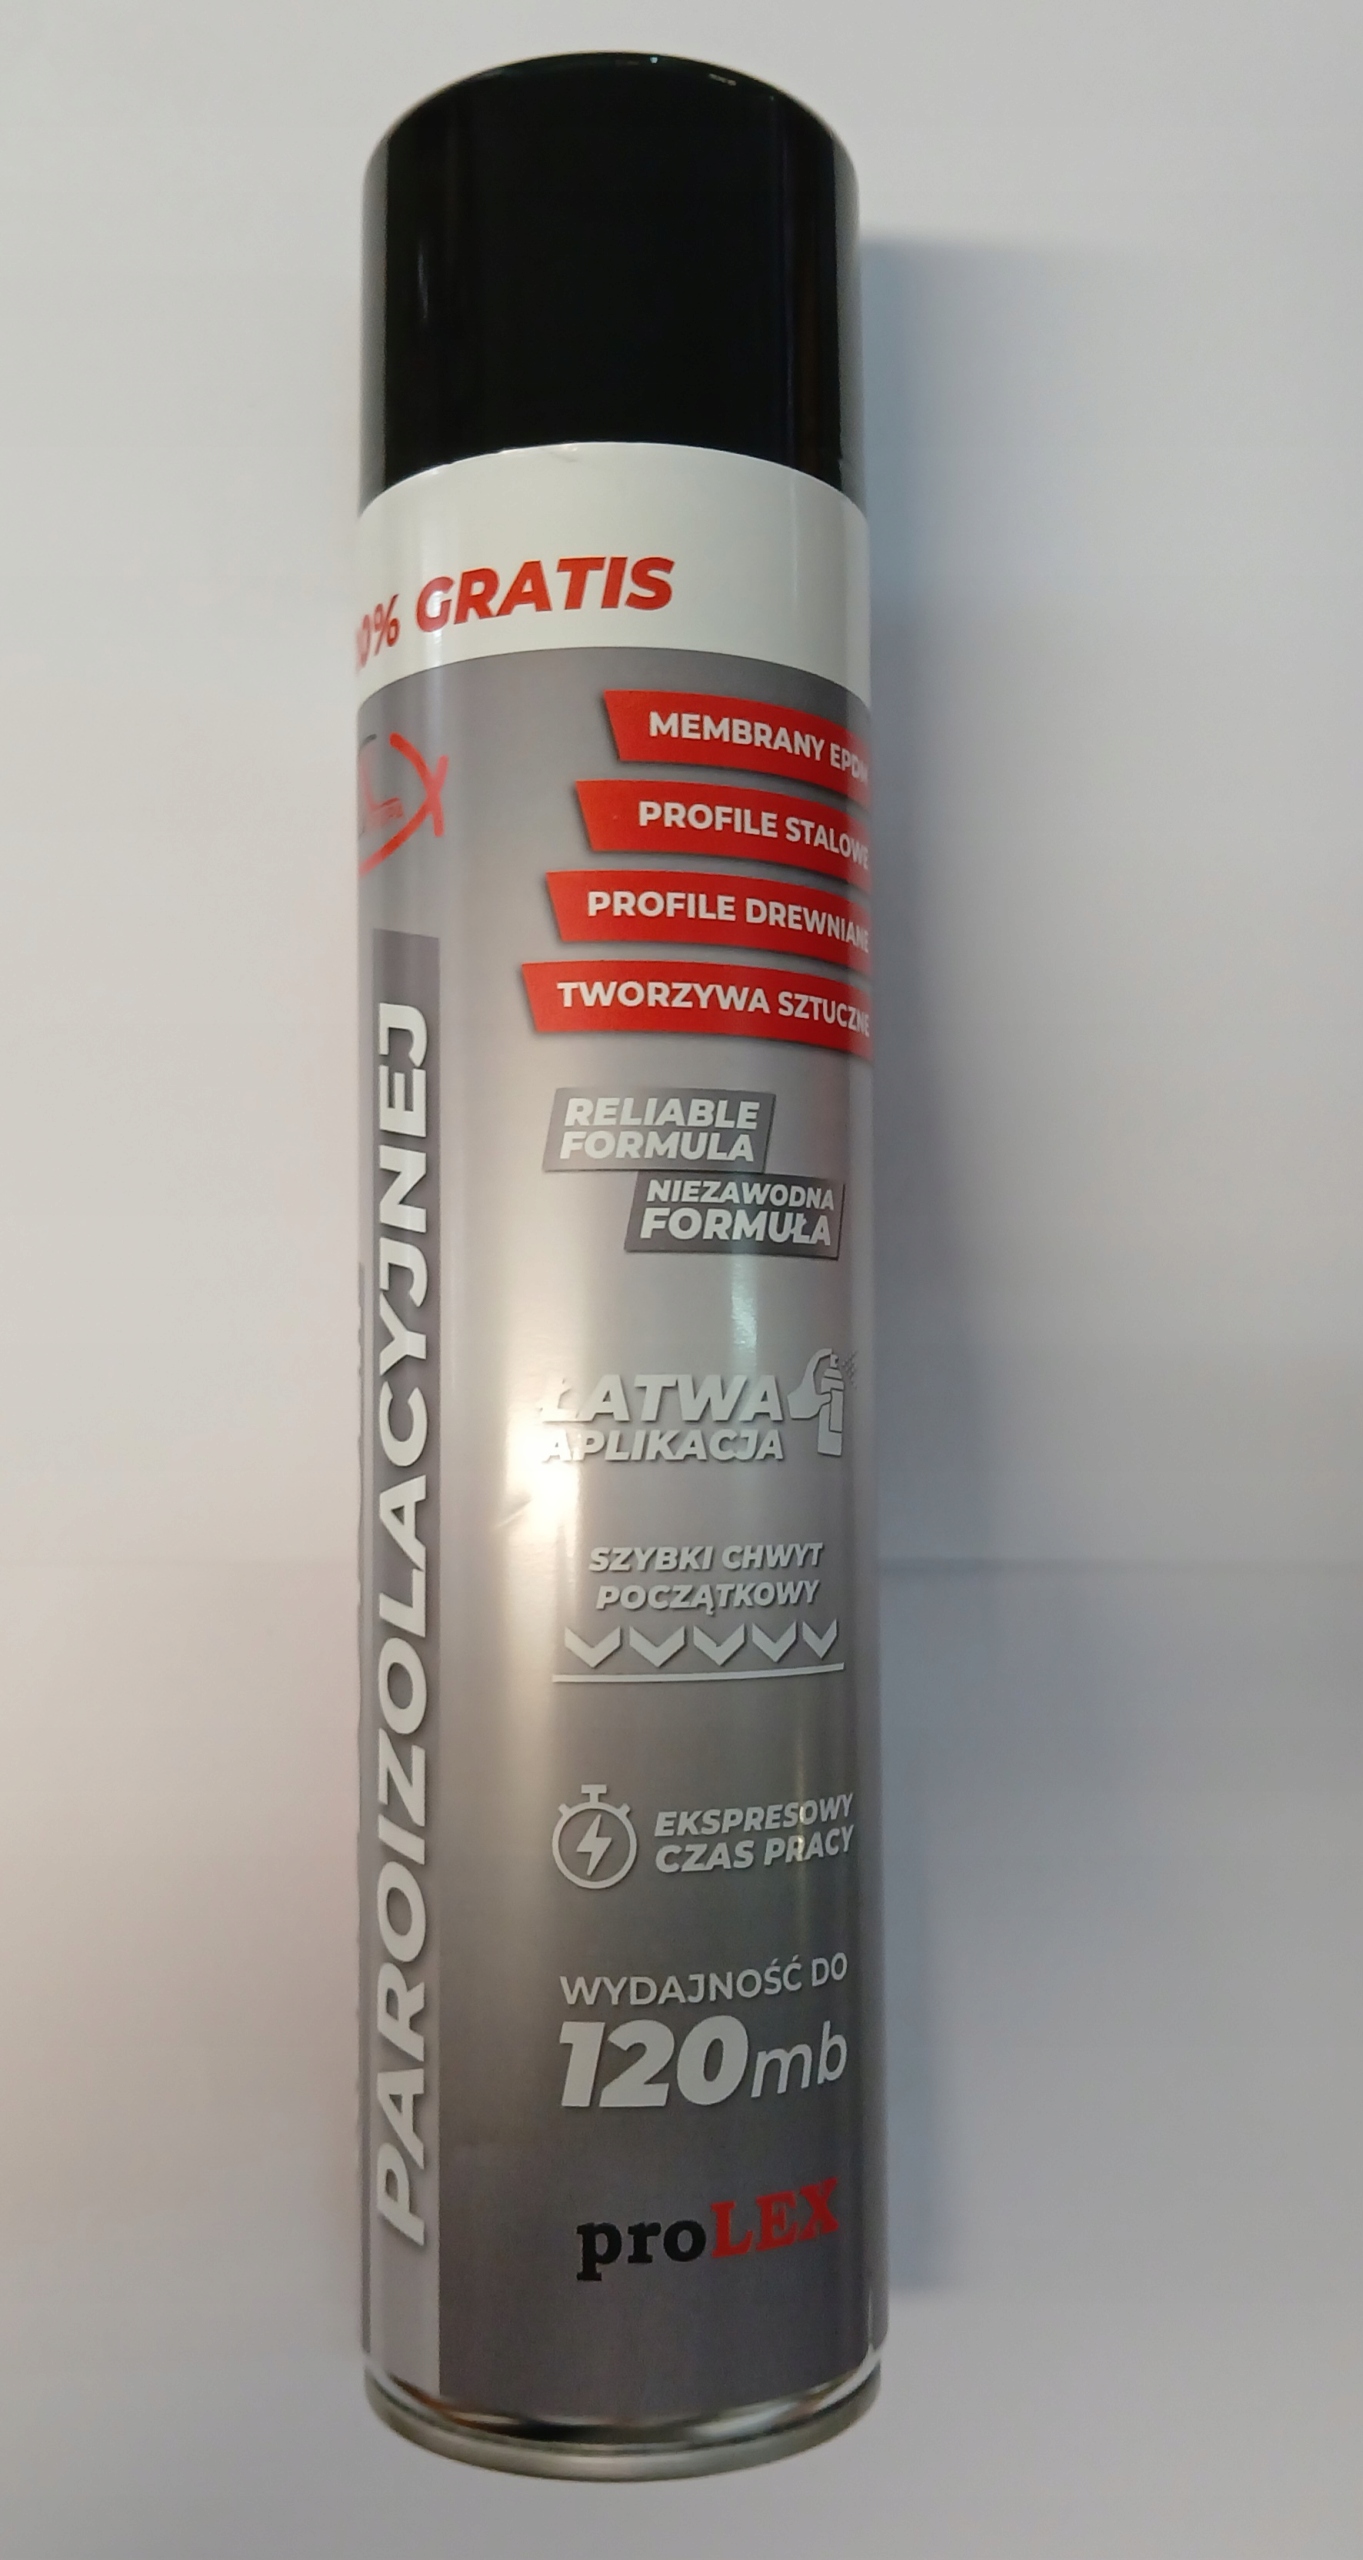 GRATIS
MEMBRANY EPDM
PROFILE STALOWE
PROFILE DREWNIANE
TWORZYWA SZTUCZNE
RELIABLE
FORMULA
NIEZAWODNA
FORMUŁA
PAROIZOLACYJNEJ
ŁATWA
APLIKACJA
SZYBKI CHWYT
POCZĄTKOWY
EKSPRESOWY
CZAS PRACY
WYDAJNOŚĆ DO
120mb
proLEX